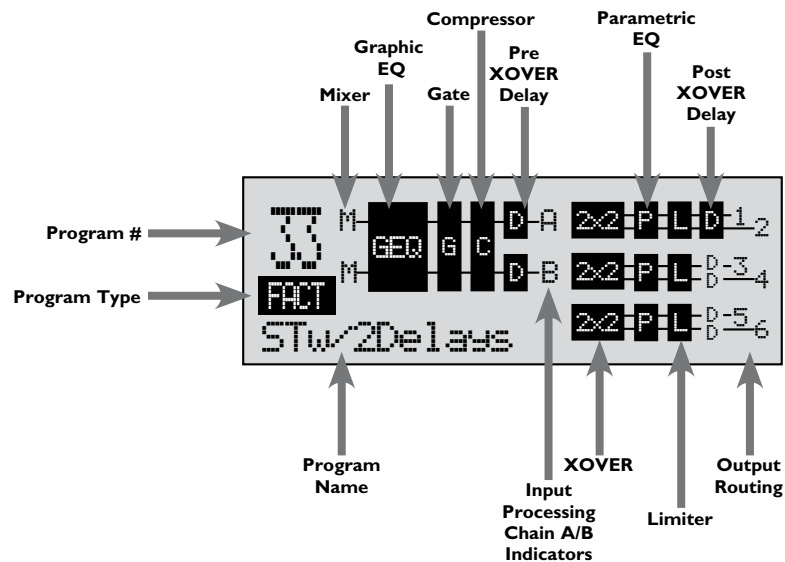 Compressor
Graphic
EQ
Pre
XOVER
Delay
Parametric
EQ
Post
XOVER
Delay
Mixer
Gate
Program #
Program Type
M
GEQ
G
C
D
A
2x2
P
L
D
1
2
M
D
B
2x2
P
L
D
3
D
4
FACT
2x2
P
L
D
5
D
6
STw/2Delays
Program
Name
XOVER
Output
Routing
Input
Processing
Chain A/B
Indicators
Limiter